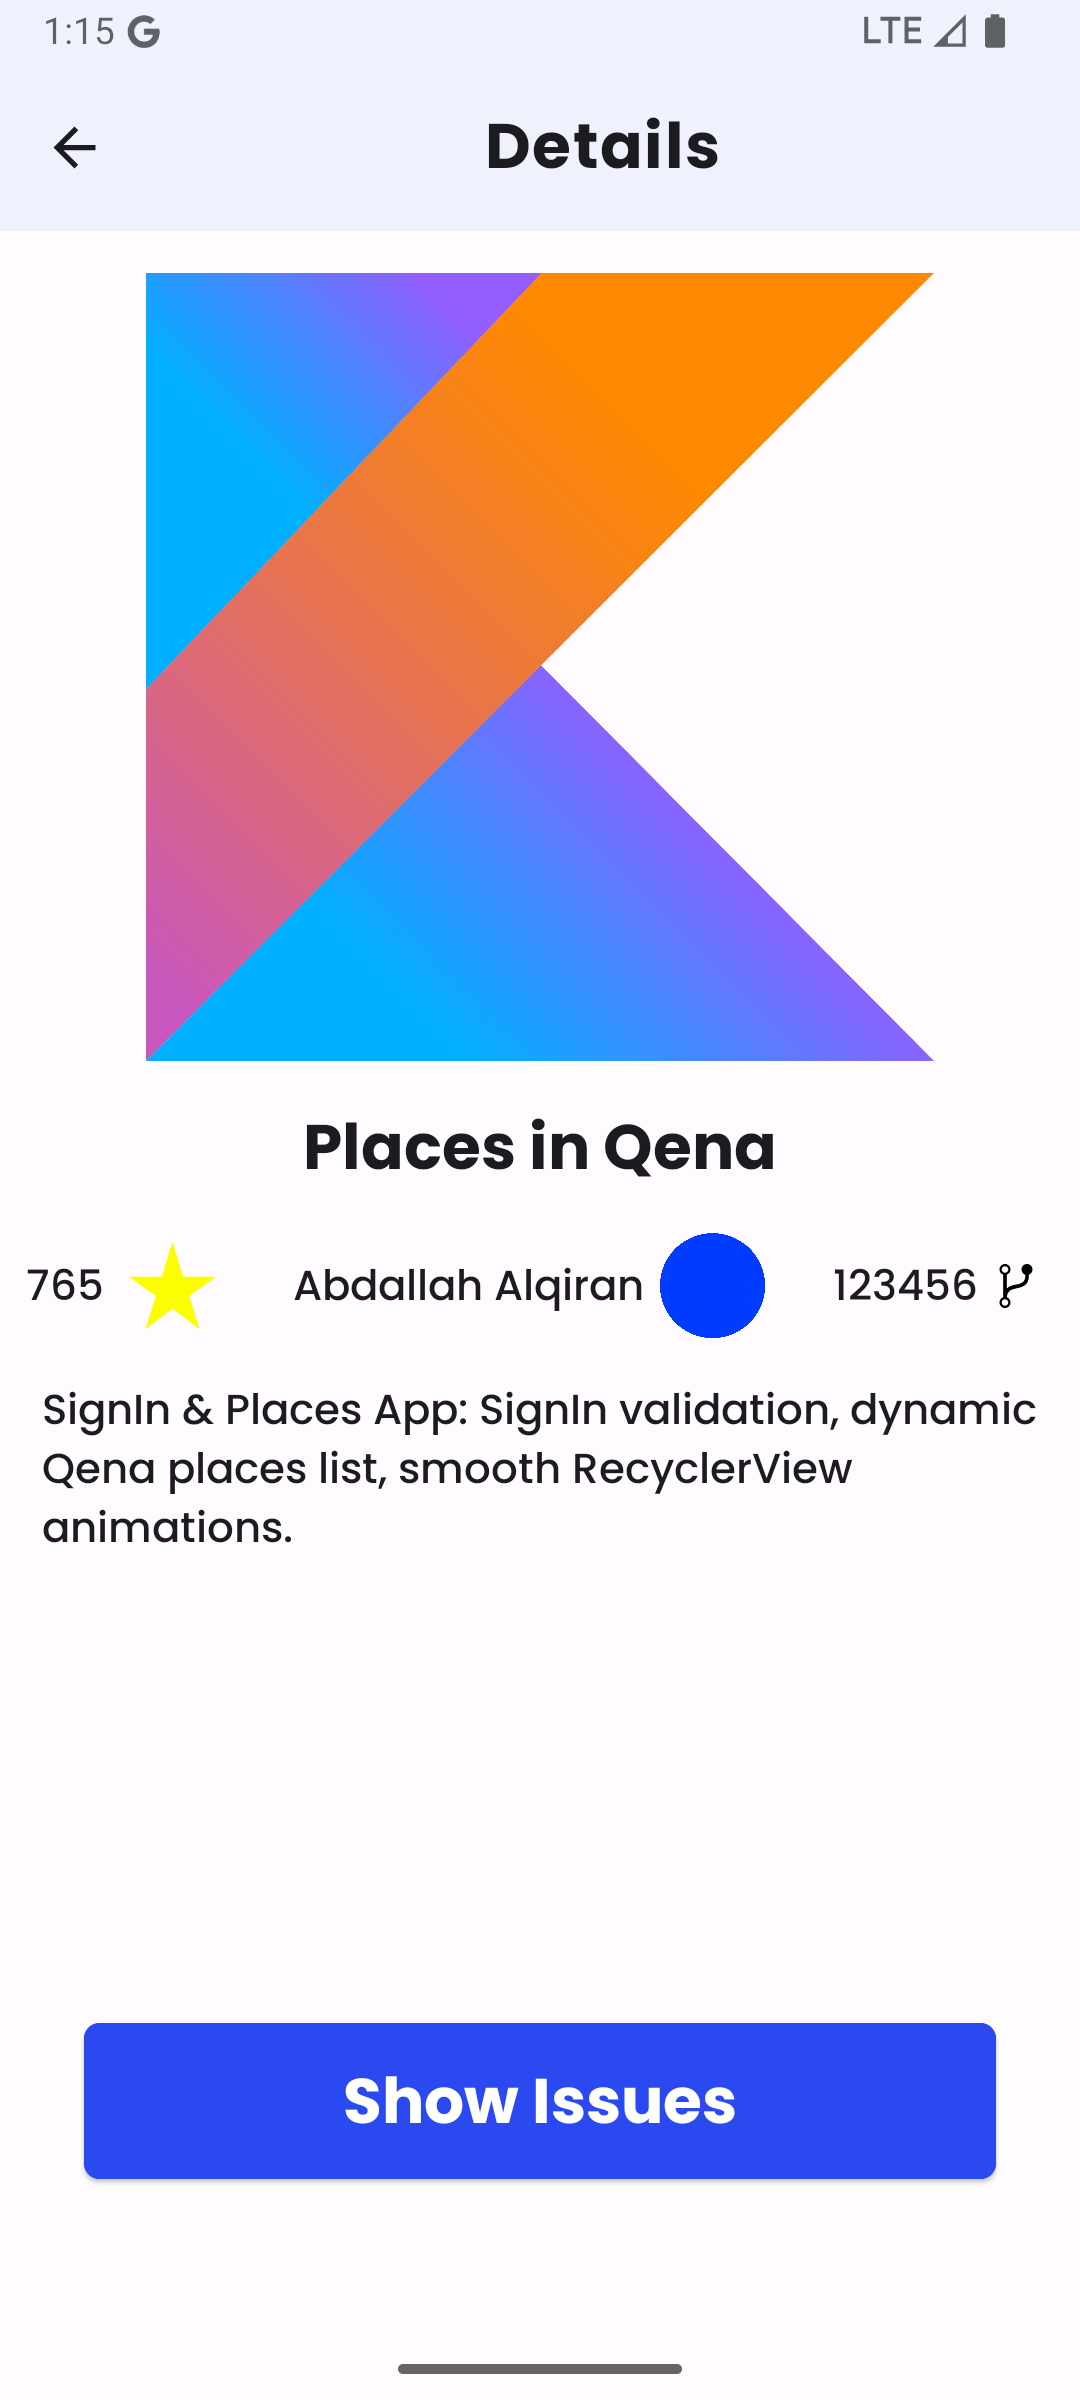 1:15 LTE
Details
Places in Qena
765 Abdallah Alqiran 123456
SignIn & Places App: SignIn validation, dynamic
Qena places list, smooth RecyclerView
animations.
Show Issues